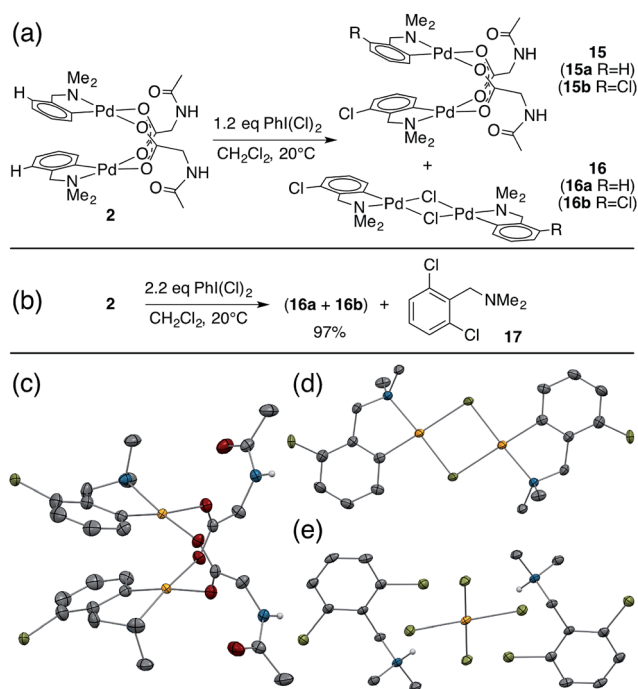 (a)
H
N
Me2
Pd
O
O
O
NH
H
Pd
O
O
O
NH
N
Me2
2
1.2 eq PhI(Cl)2
CH2Cl2, 20°C
R
N
Me2
Pd
O
O
O
NH
Cl
Pd
O
O
O
NH
N
Me2
15
(15a R=H)
(15b R=Cl)
+
Cl
N
Me2
Pd
Cl
Cl
Pd
Me2
N
R
16
(16a R=H)
(16b R=Cl)
(b)
2
2.2 eq PhI(Cl)2
CH2Cl2, 20°C
(16a + 16b)
97%
+
Cl
NMe2
Cl
17
(c)
(d)
(e)